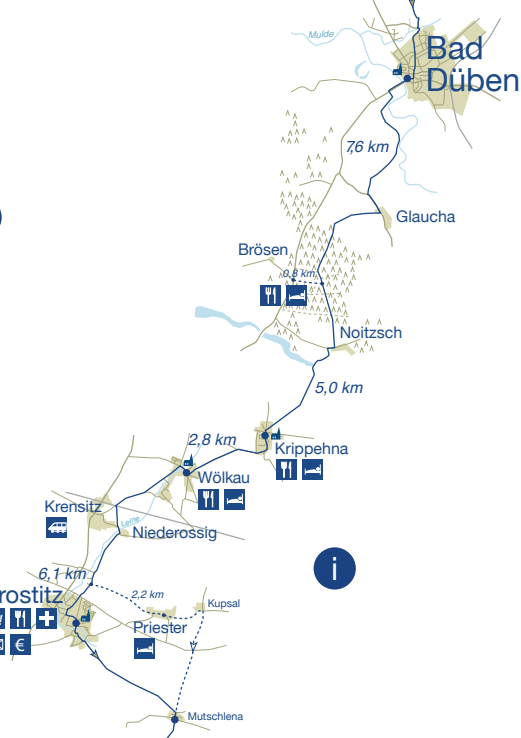 Mulde
Bad
Düben
7,6 km
Glaucha
Brösen
0,8 km
Noitzsch
5,0 km
2,8 km
Krippehna
Wölkau
Krensitz
Leine
Niederossig
i
6,1 km
2,2 km
rostitz
Kupsal
Priester
€
Mutschlena